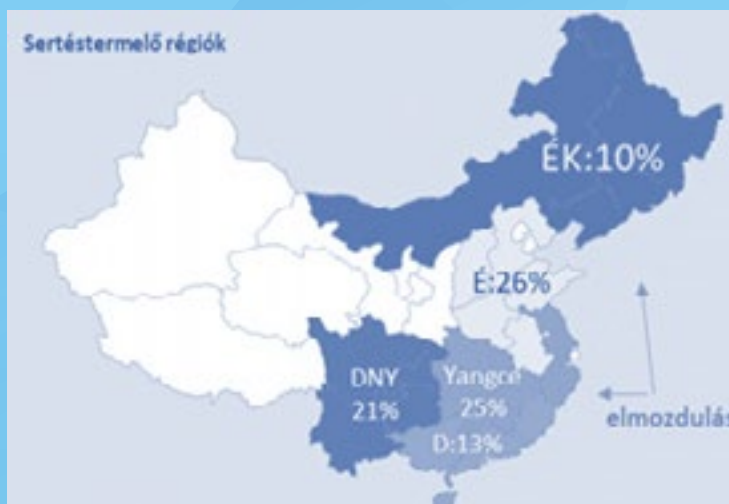 Sertéstermelő régiók
ÉK:10%
É:26%
DNY
21%
Yangce
25%
D:13%
elmozdulás